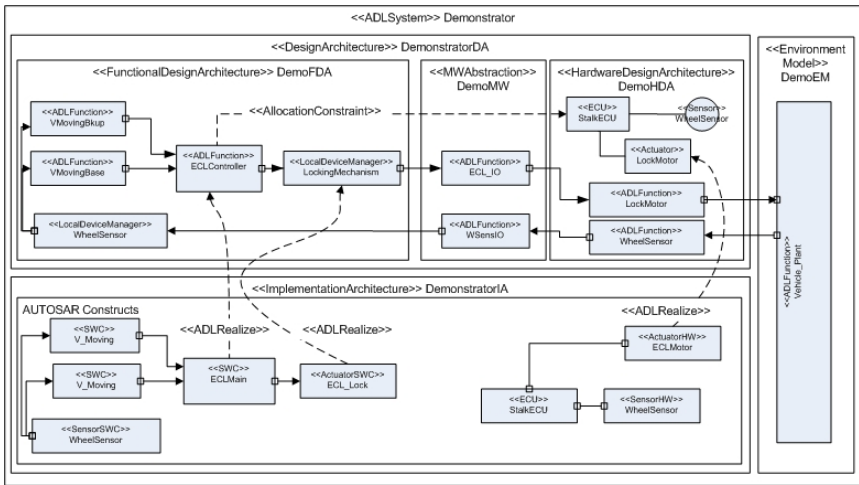 <<ADLSystem>> Demonstrator
<<DesignArchitecture>> DemonstratorDA
<<Environment
Model>>
DemoEM
<<FunctionalDesignArchitecture>> DemoFDA
<<MWAbstraction>>
DemoMW
<<HardwareDesignArchitecture>>
DemoHDA
<<ADLFunction>>
VMovingBkup
<<AllocationConstraint>>
<<ECU>>
StalkECU
<<Sensor>>
WheelSensor
<<ADLFunction>>
VMovingBase
<<ADLFunction>>
ECLController
<<LocalDeviceManager>>
LockingMechanism
<<ADLFunction>>
ECL_IO
<<Actuator>>
LockMotor
<<ADLFunction>>
LockMotor
<<LocalDeviceManager>>
WheelSensor
<<ADLFunction>>
WSensIO
<<ADLFunction>>
WheelSensor
<<ADLFunction>>
Vehicle_Plant
<<ImplementationArchitecture>> DemonstratorIA
AUTOSAR Constructs
<<SWC>>
V_Moving
<<ADLRealize>>
<<ADLRealize>>
<<ADLRealize>>
<<SWC>>
V_Moving
<<SWC>>
ECLMain
<<ActuatorSWC>>
ECL_Lock
<<ActuatorHW>>
ECLMotor
<<SensorSWC>>
WheelSensor
<<ECU>>
StalkECU
<<SensorHW>>
WheelSensor